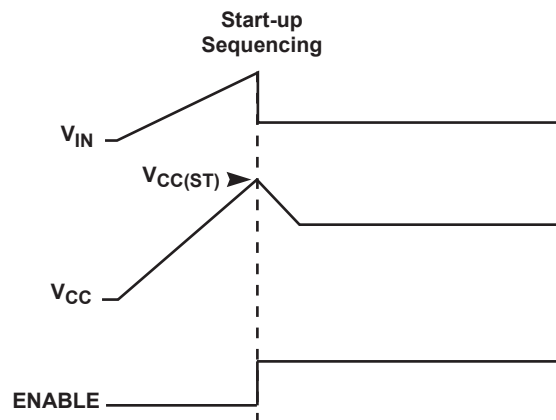 Start-up
Sequencing
VIN
VCC(ST)
VCC
ENABLE